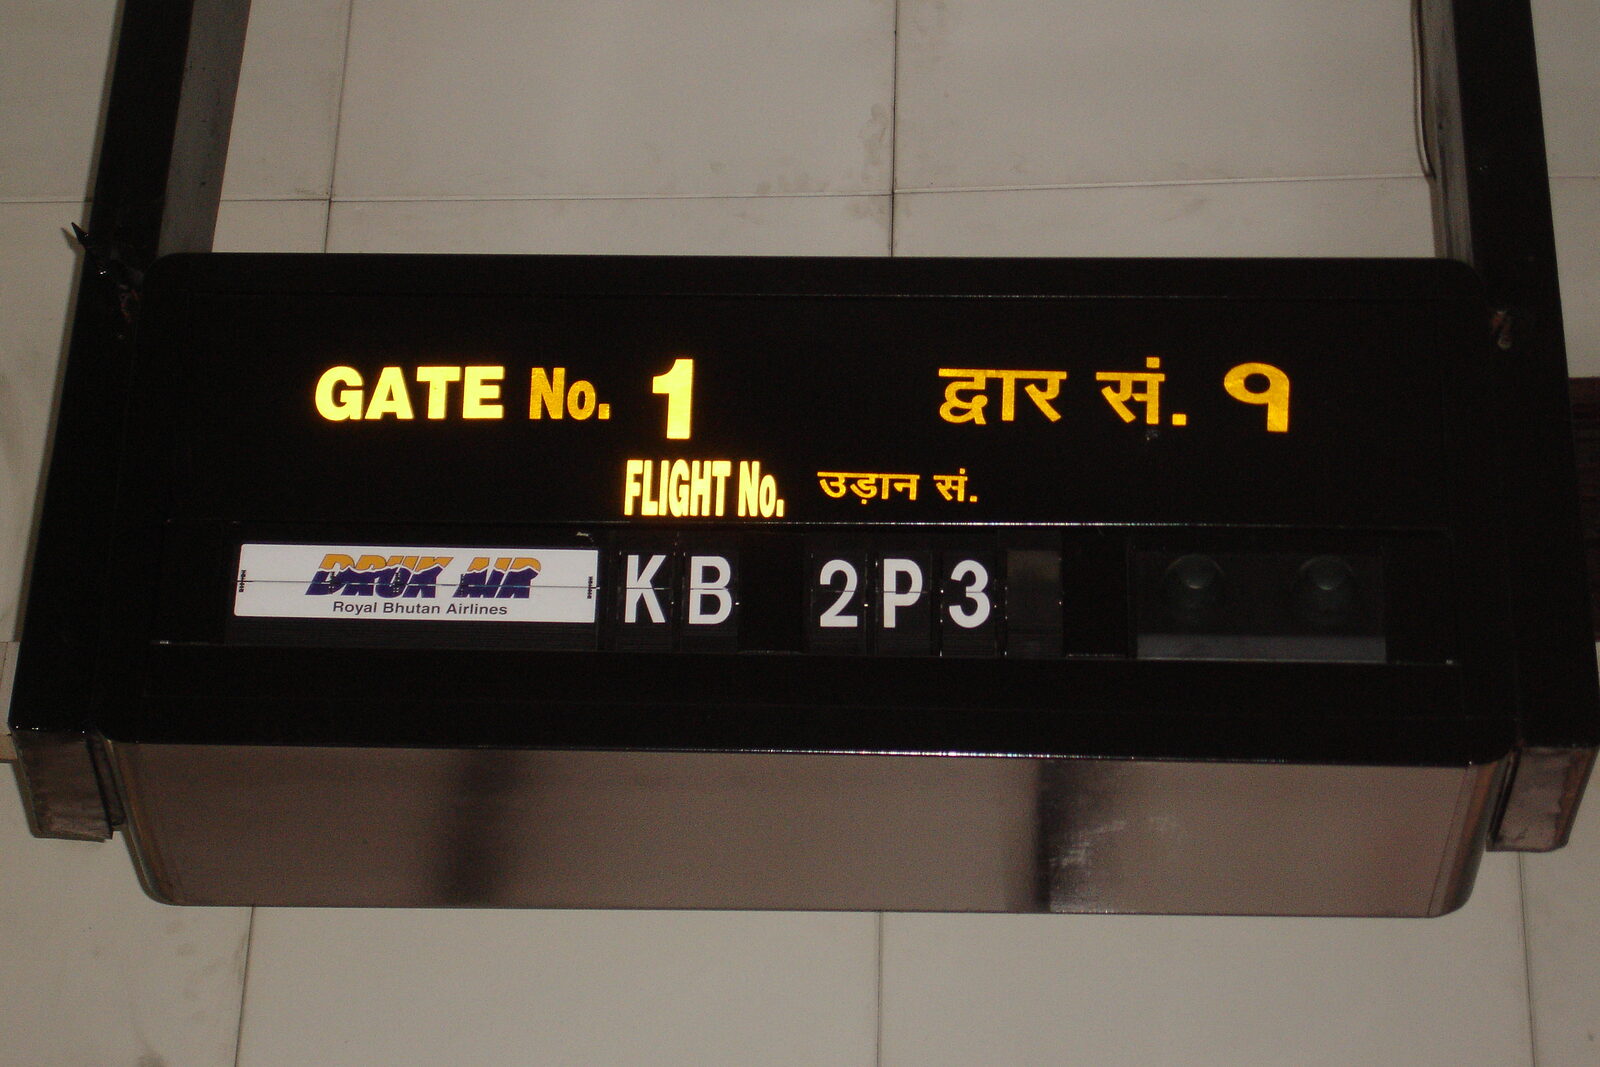 GATE No. 1 द्वार सं. १
FLIGHT No. उड़ान सं.
DRUK AIR KB 2P3
Royal Bhutan Airlines